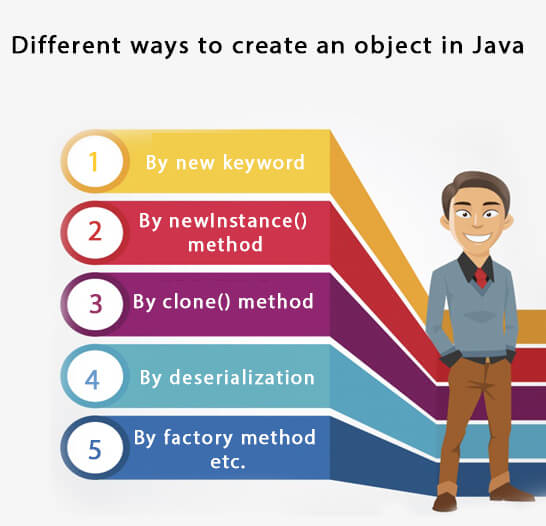 Different ways to create an object in Java
1
By new keyword
2
By newInstance()
method
3
By clone() method
4
By deserialization
5
By factory method
etc.